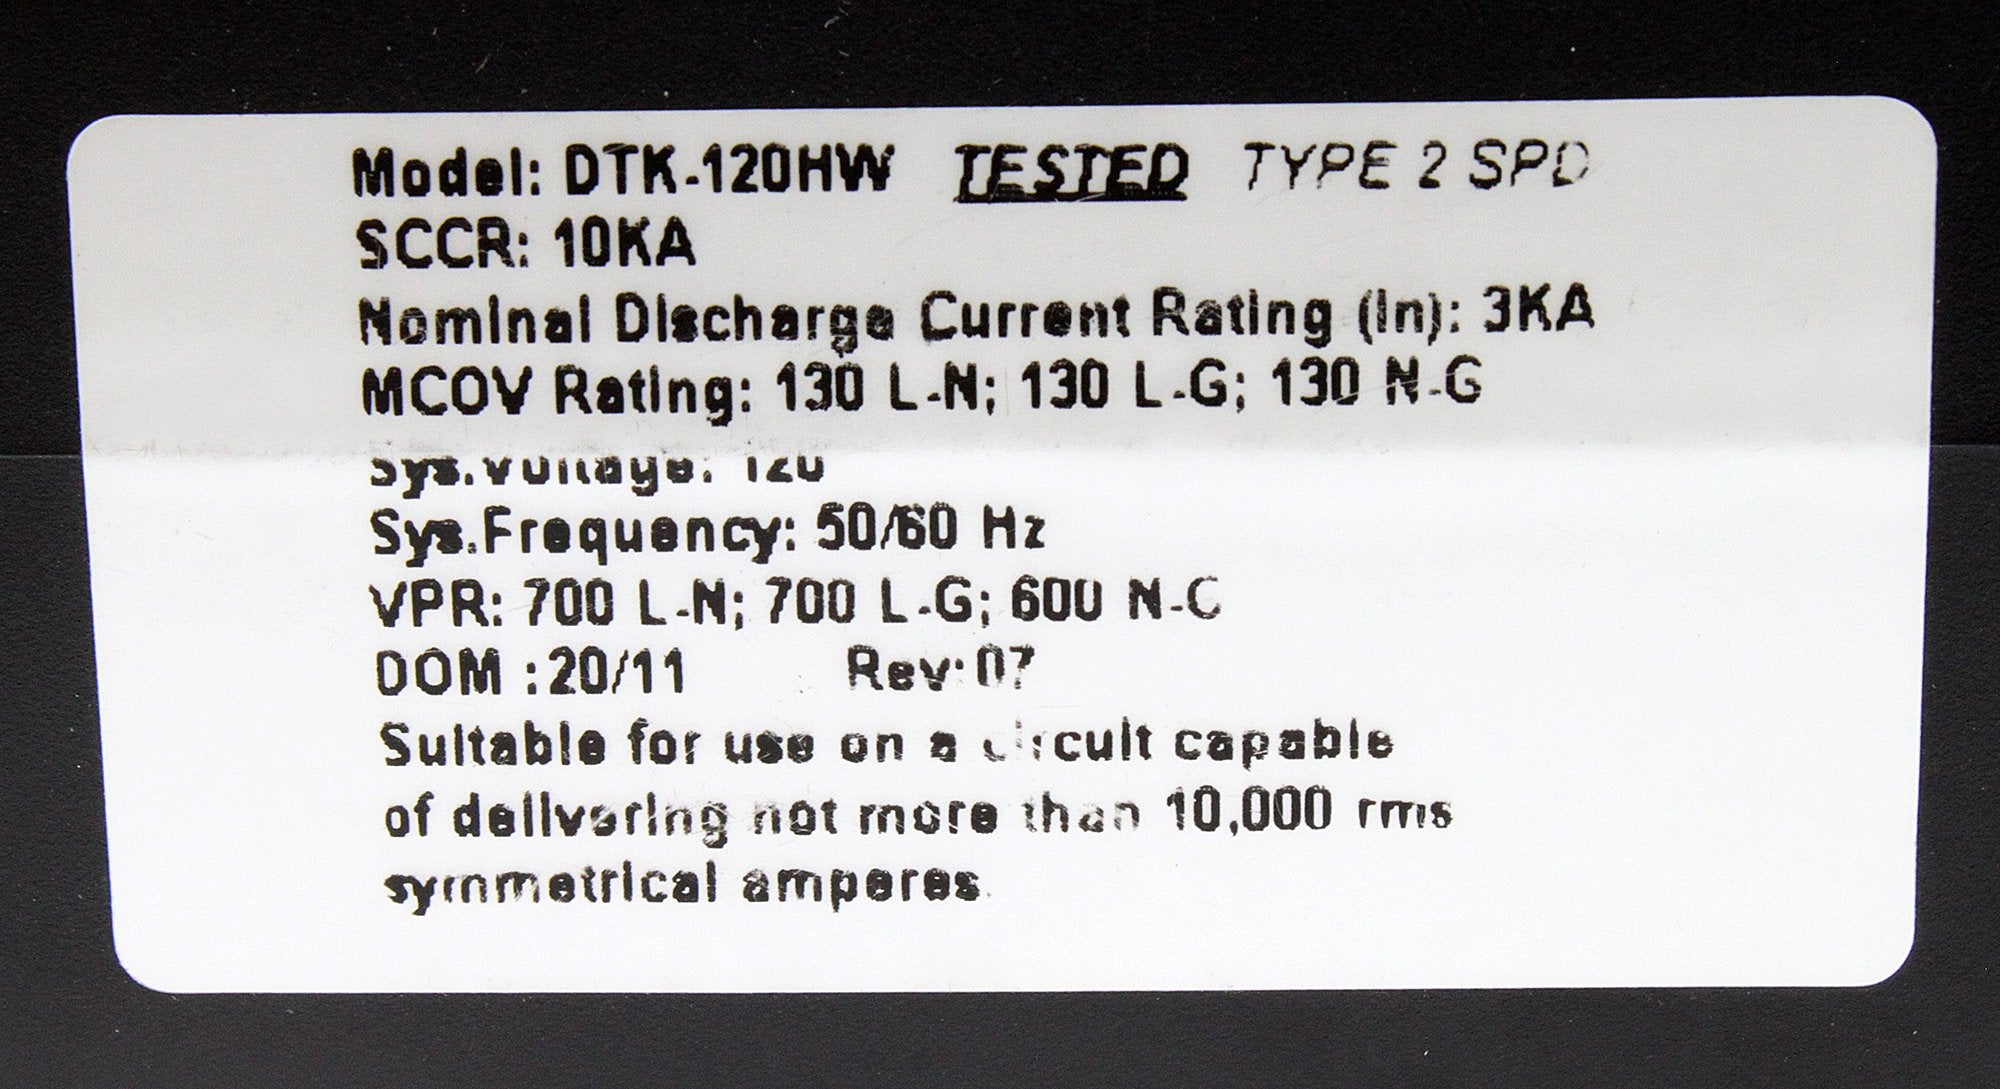 Model: DTK-120HW TESTED TYPE 2 SPD
SCCR: 10KA
Nominal Discharge Current Rating (In): 3KA
MCOV Rating: 130 L-N; 130 L-G; 130 N-G
Sys.Voltage: 120
Sys.Frequency: 50/60 Hz
VPR: 700 L-N; 700 L-G; 600 N-G
DOM :20/11 Rev:07
Suitable for use on a circuit capable
of delivering not more than 10,000 rms
symmetrical amperes.